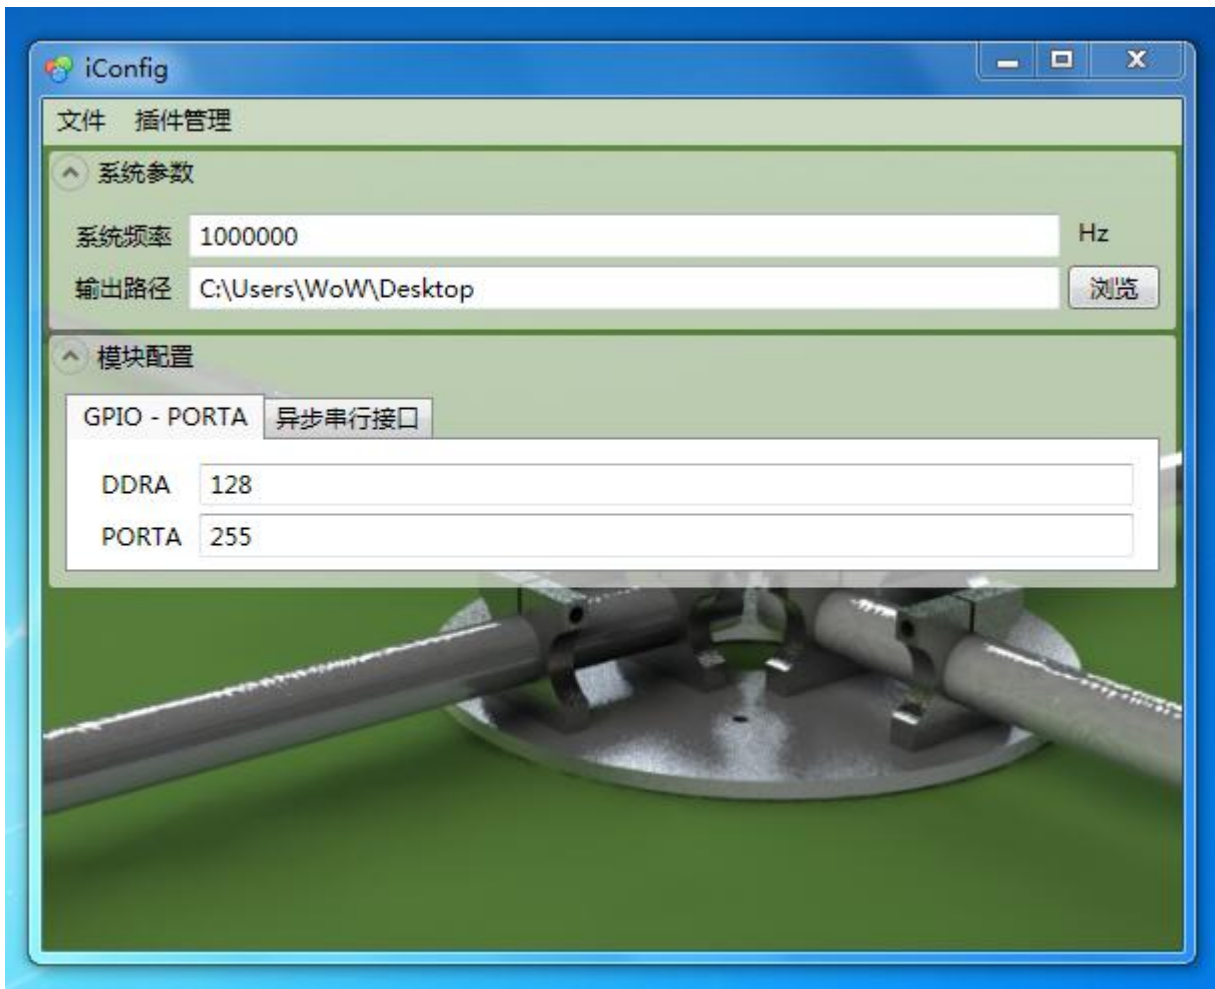 iConfig
文件 插件管理
系统参数
系统频率 1000000 Hz
输出路径 C:\Users\WoW\Desktop 浏览
模块配置
GPIO - PORTA 异步串行接口
DDRA 128
PORTA 255